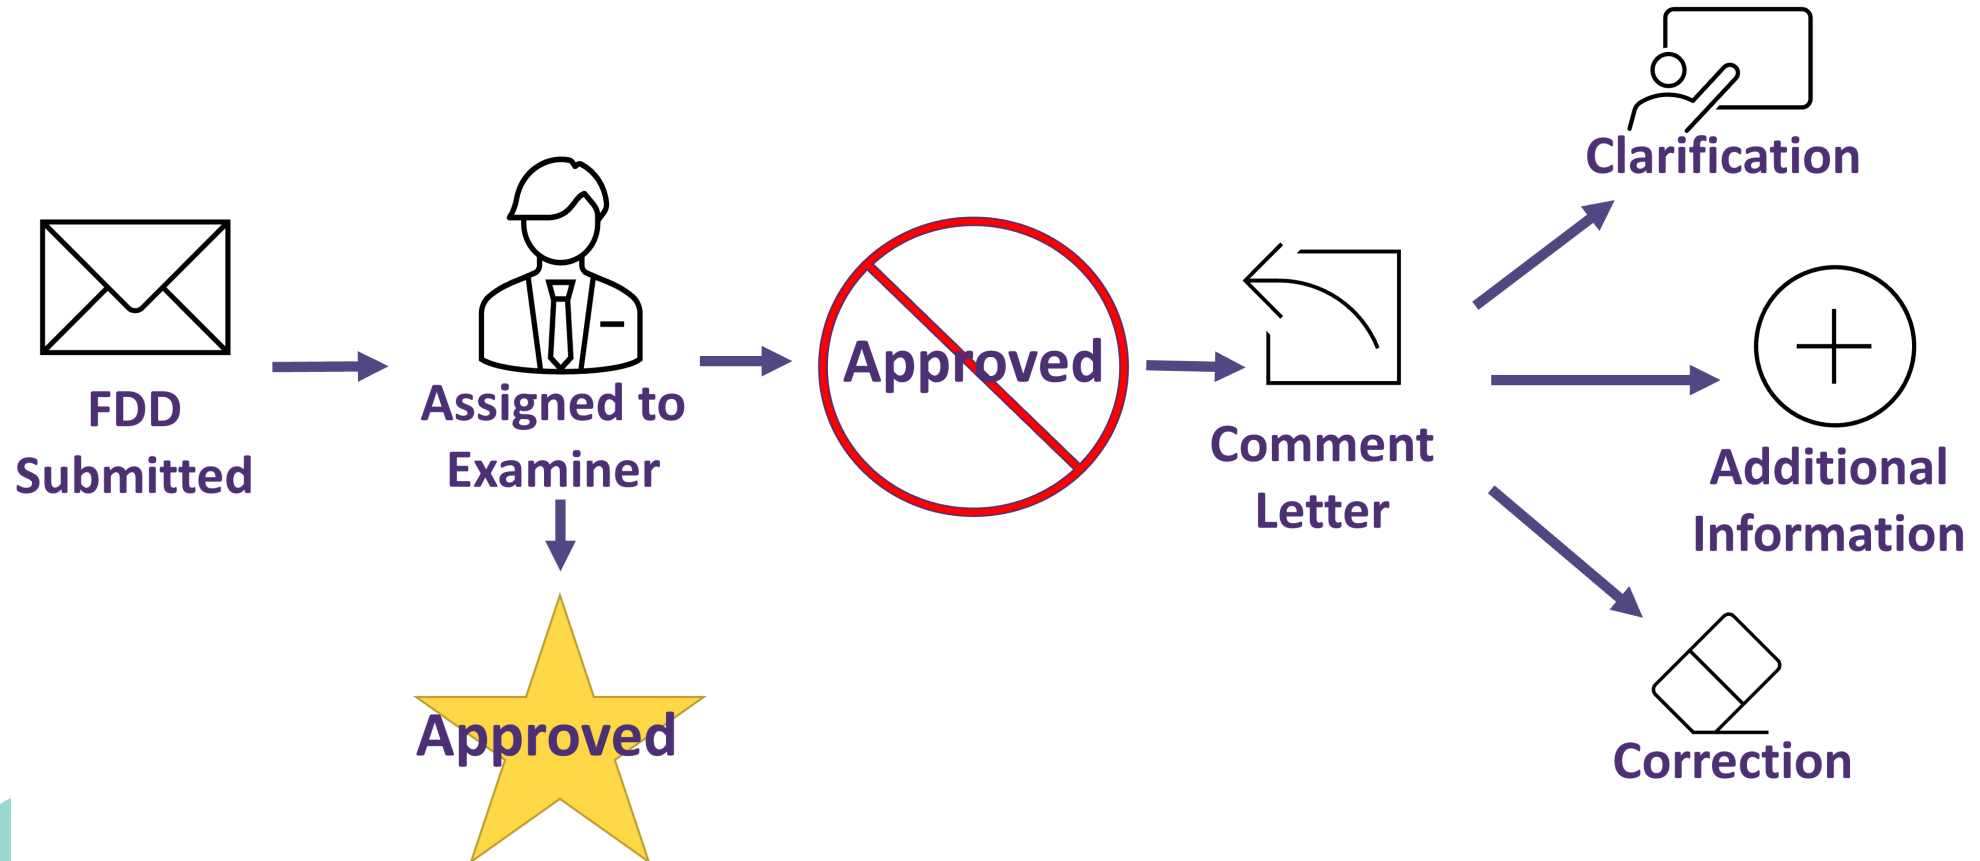 FDD
Submitted
Assigned to
Examiner
Approved
Approved
Comment
Letter
Clarification
Additional
Information
Correction